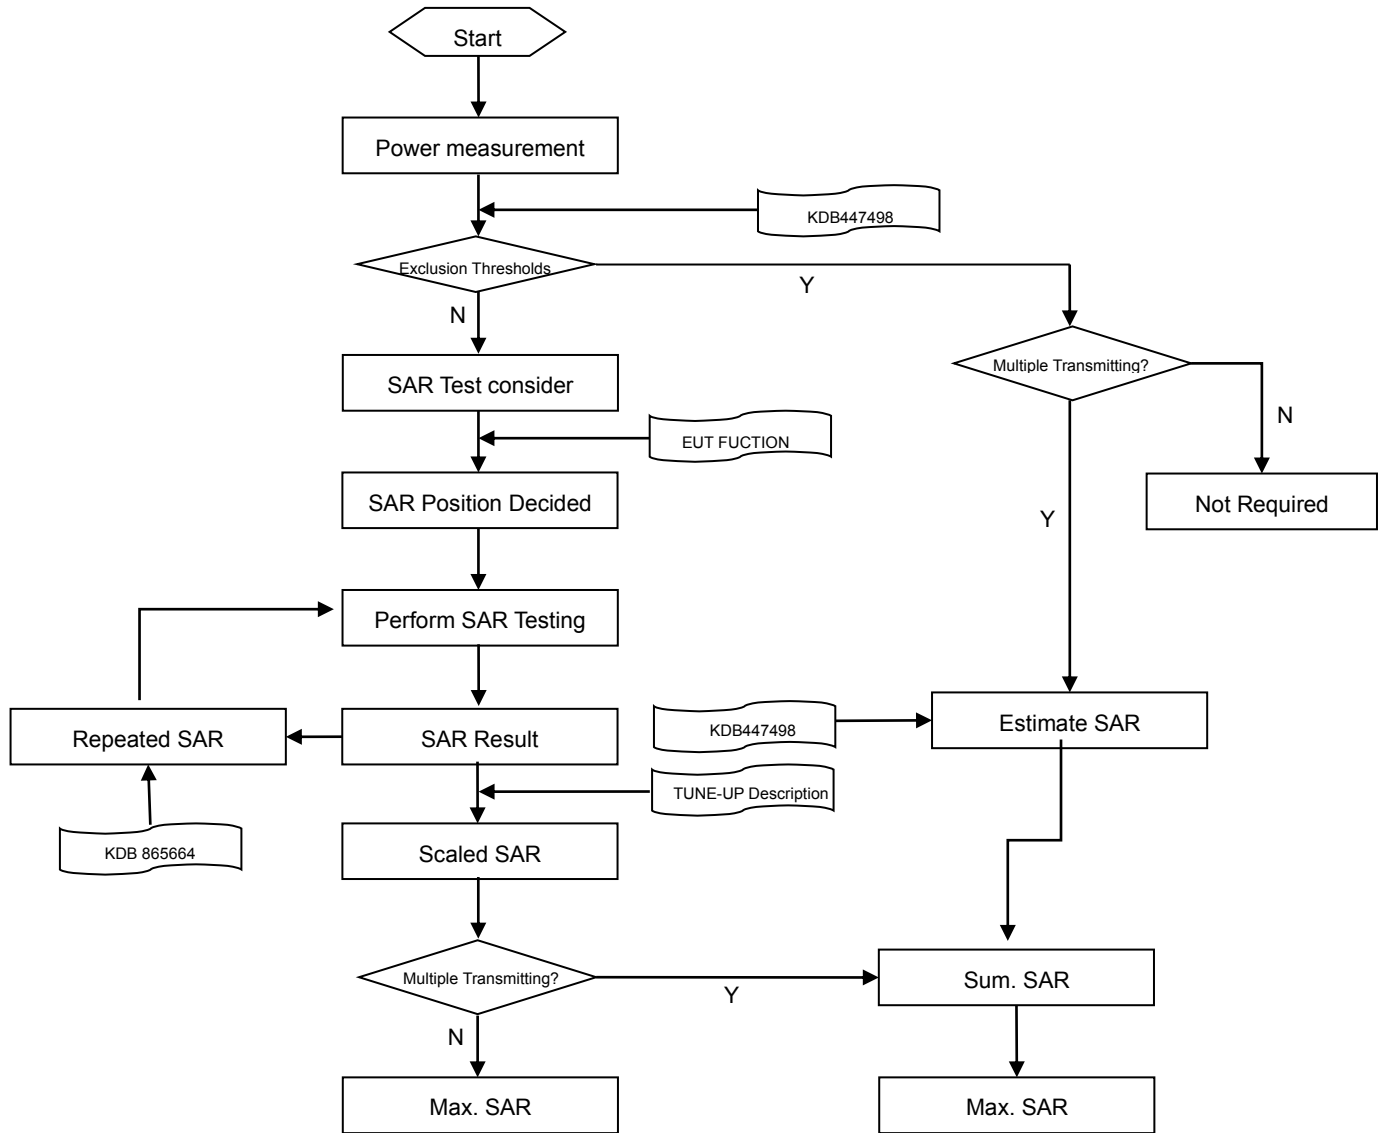 Start
Power measurement
KDB447498
Exclusion Thresholds
Y
N
Multiple Transmitting?
SAR Test consider
N
EUT FUCTION
SAR Position Decided
Not Required
Y
Perform SAR Testing
Repeated SAR
SAR Result
KDB447498
Estimate SAR
TUNE-UP Description
KDB 865664
Scaled SAR
Multiple Transmitting?
Y
Sum. SAR
N
Max. SAR
Max. SAR